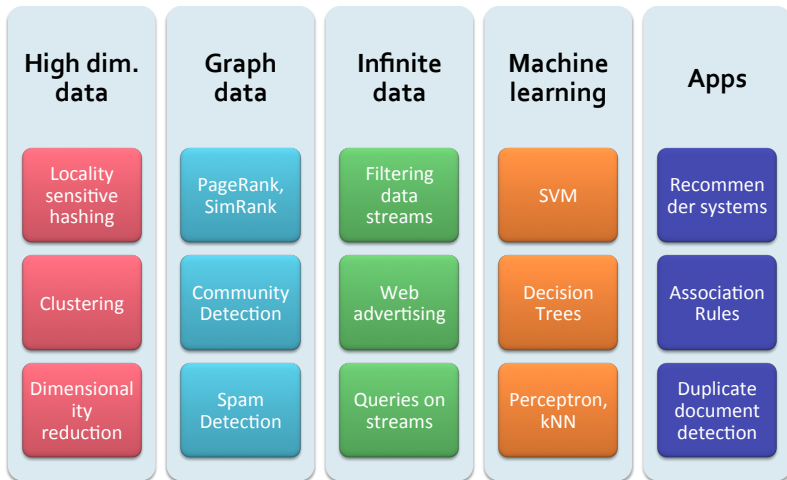 High dim.
data
Locality
sensitive
hashing
Clustering
Dimensional
ity
reduction
Graph
data
PageRank,
SimRank
Community
Detection
Spam
Detection
Infinite
data
Filtering
data
streams
Web
advertising
Queries on
streams
Machine
learning
SVM
Decision
Trees
Perceptron,
kNN
Apps
Recommen
der systems
Association
Rules
Duplicate
document
detection